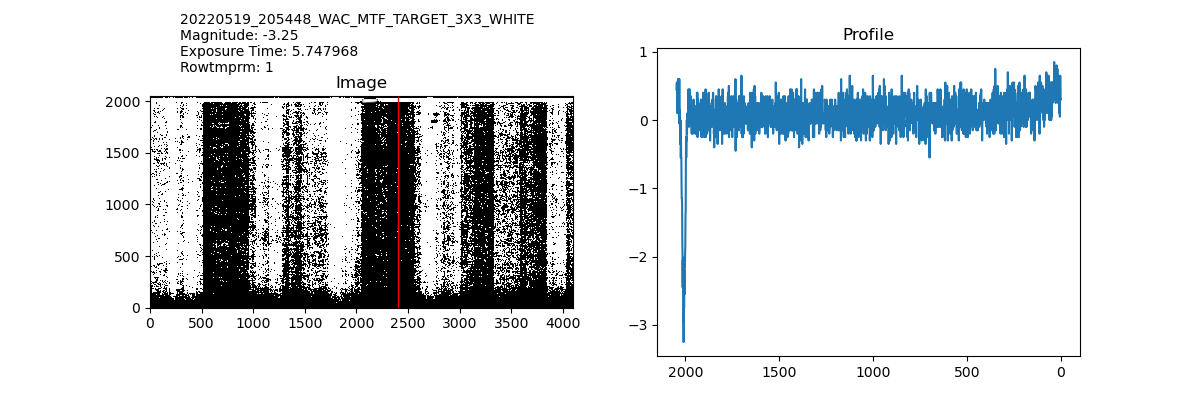 20220519_205448_WAC_MTF_TARGET_3X3_WHITE
Magnitude: -3.25
Exposure Time: 5.747968
Rowtmprm: 1
Image
2000
1500
1000
500
0
0 500 1000 1500 2000 2500 3000 3500 4000
Profile
1
0
−1
−2
−3
2000 1500 1000 500 0